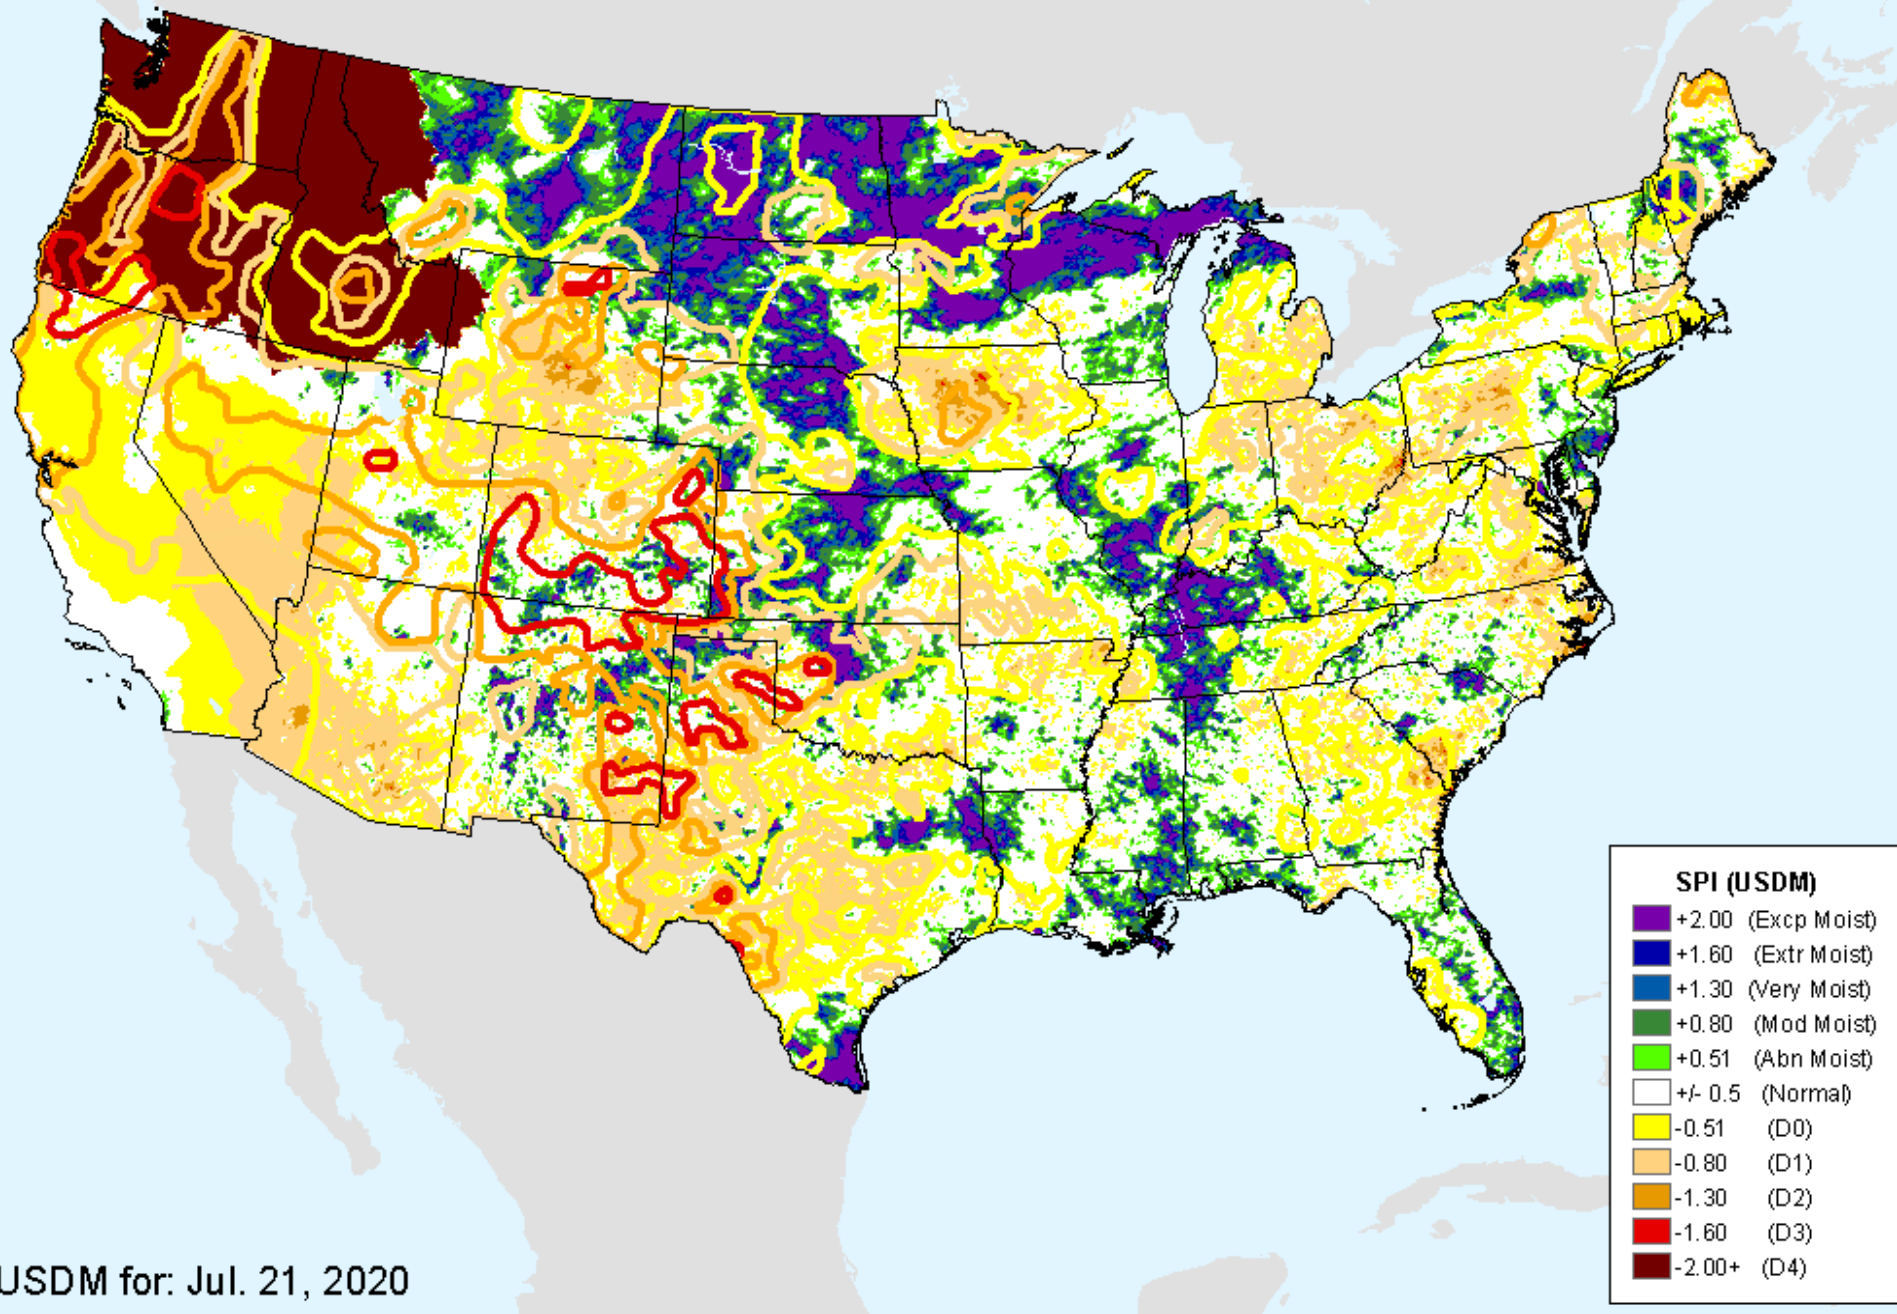 SPI (USDM)
+2.00 (Excp Moist)
+1.60 (Extr Moist)
+1.30 (Very Moist)
+0.80 (Mod Moist)
+0.51 (Abn Moist)
+/- 0.5 (Normal)
-0.51 (D0)
-0.80 (D1)
-1.30 (D2)
-1.60 (D3)
-2.00+ (D4)
USDM for: Jul. 21, 2020